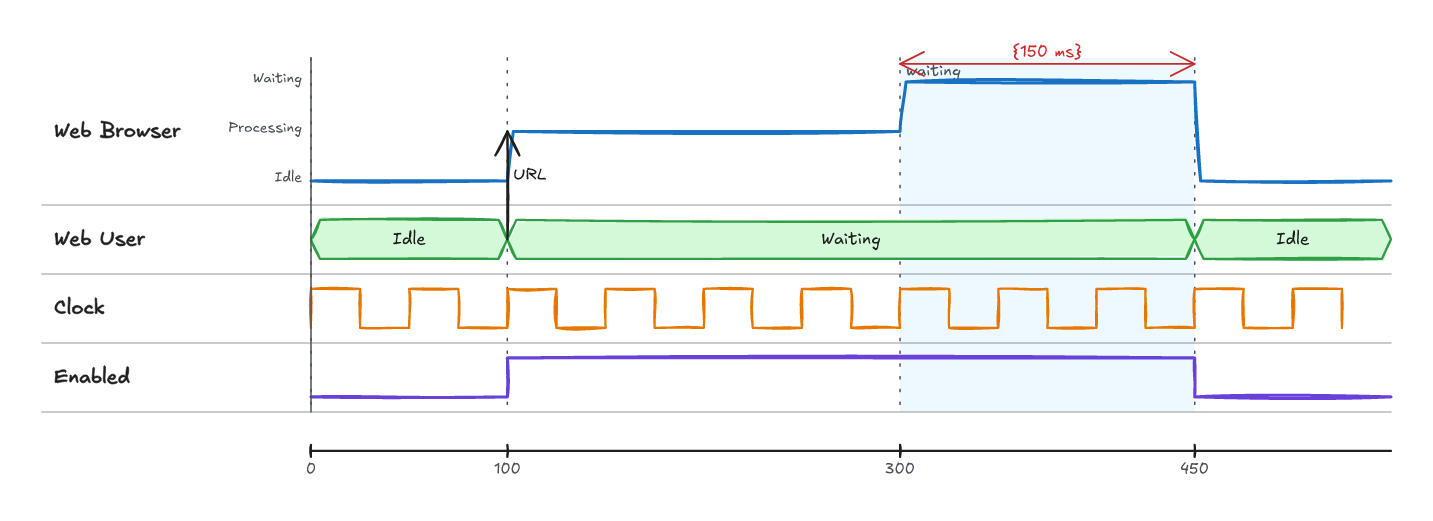 {150 ms}
waiting
Waiting
Web Browser
Processing
Idle
URL
Web User
Idle
Waiting
Idle
Clock
Enabled
0
100
300
450